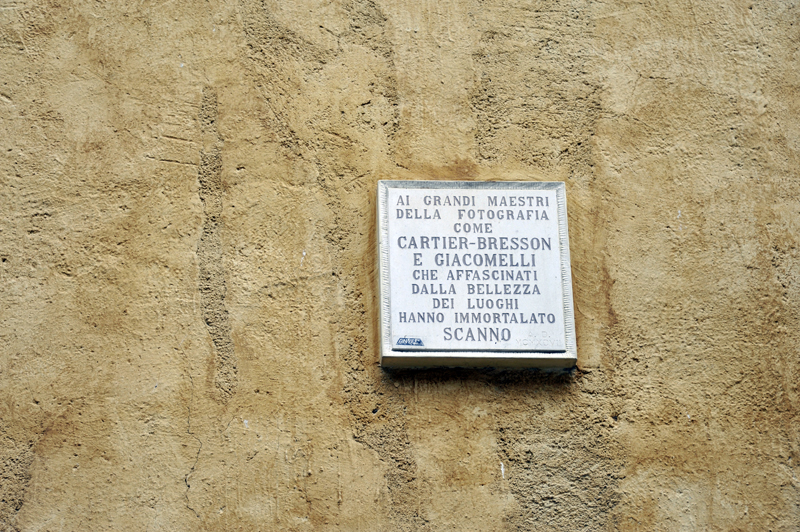 AI GRANDI MAESTRI
DELLA FOTOGRAFIA
COME
CARTIER-BRESSON
E GIACOMELLI
CHE AFFASCINATI
DALLA BELLEZZA
DEI LUOGHI
HANNO IMMORTALATO
SCANNO